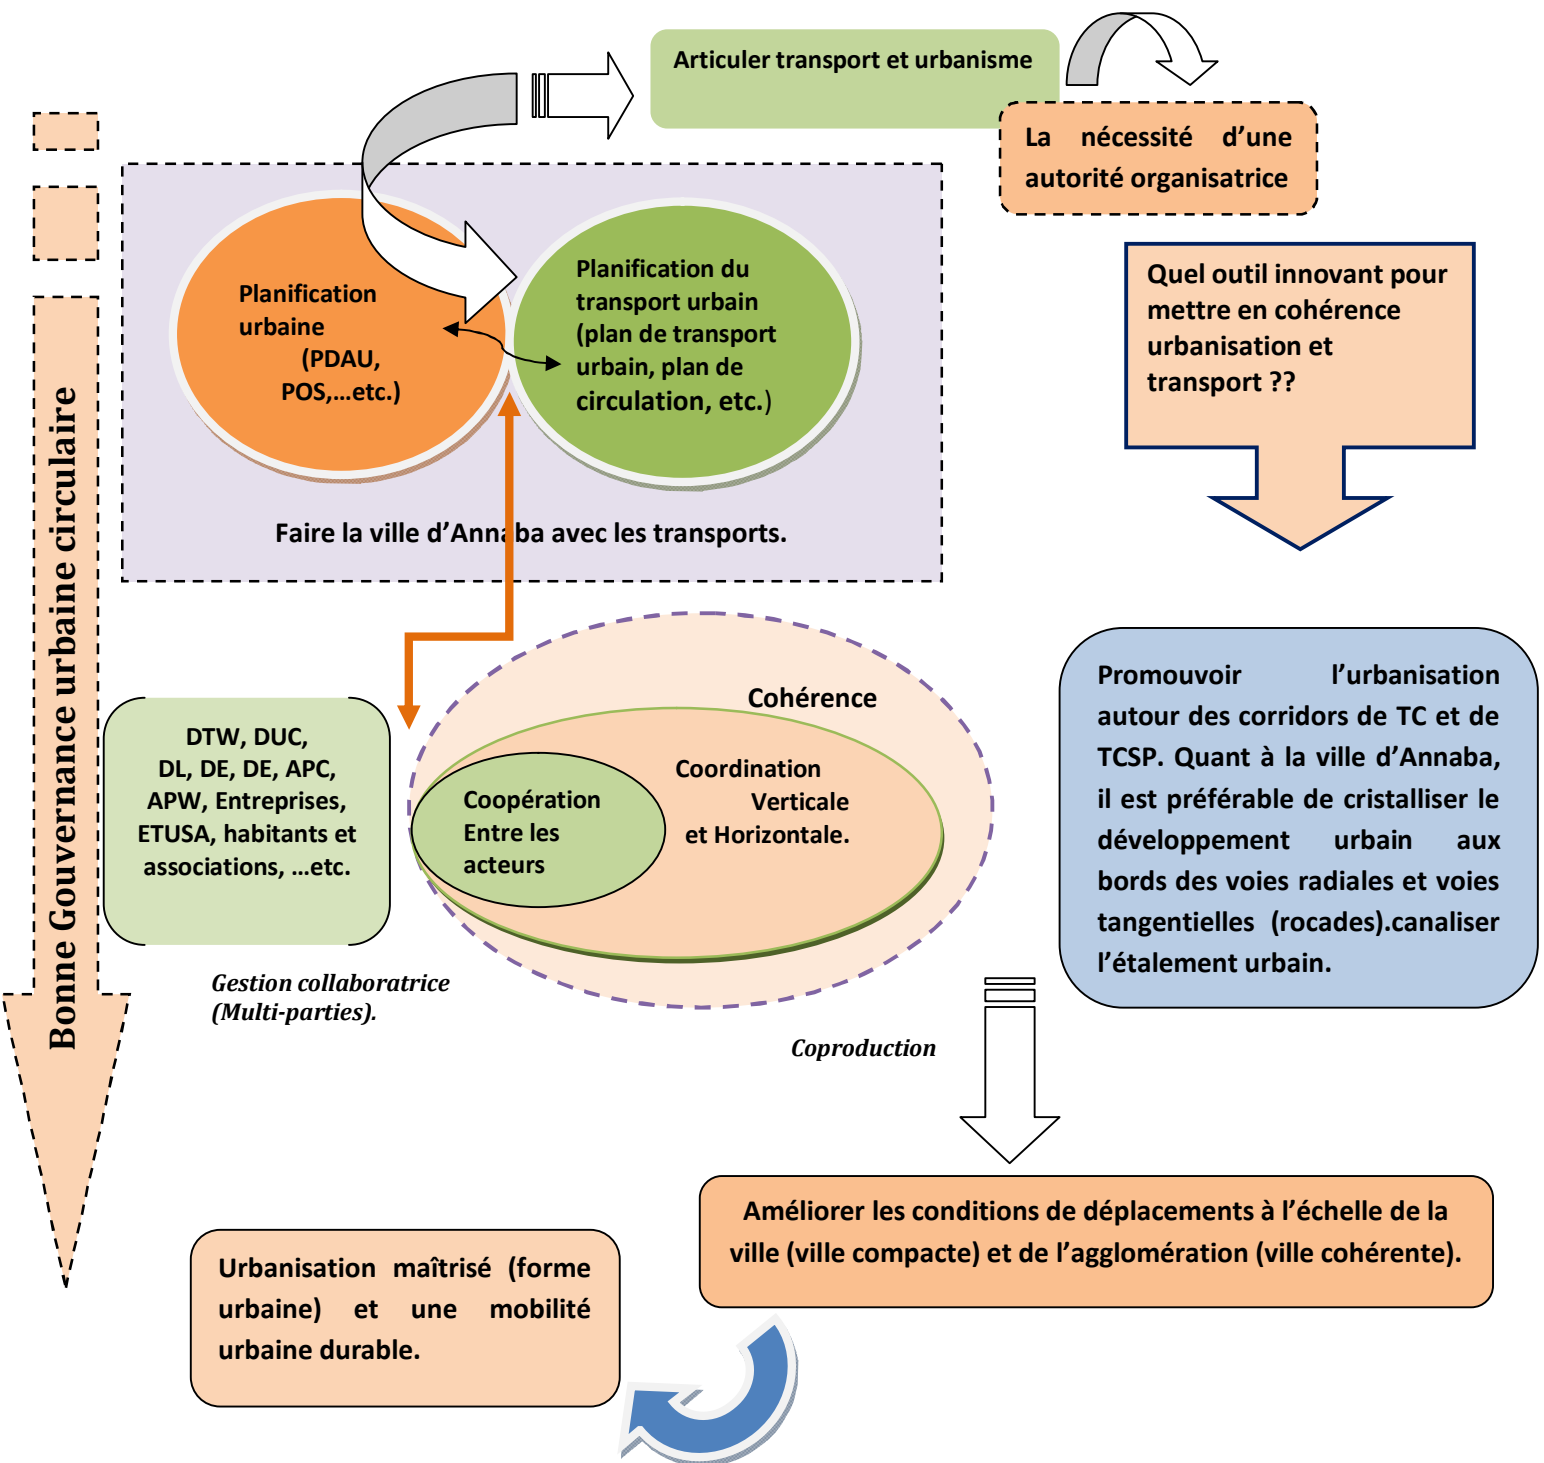 Articuler transport et urbanisme
La nécessité d’une
autorité organisatrice
Planification
urbaine
(PDAU,
POS,…etc.)
Planification du
transport urbain
(plan de transport
urbain, plan de
circulation, etc.)
Faire la ville d’Annaba avec les transports.
Quel outil innovant pour
mettre en cohérence
urbanisation et
transport ??
Bonne Gouvernance urbaine circulaire
DTW, DUC,
DL, DE, DE, APC,
APW, Entreprises,
ETUSA, habitants et
associations, …etc.
Cohérence
Coordination
Verticale
et Horizontale.
Coopération
Entre les
acteurs
Promouvoir l’urbanisation
autour des corridors de TC et de
TCSP. Quant à la ville d’Annaba,
il est préférable de cristalliser le
développement urbain aux
bords des voies radiales et voies
tangentielles (rocades).canaliser
l’étalement urbain.
Gestion collaboratrice
(Multi-parties).
Coproduction
Améliorer les conditions de déplacements à l’échelle de la
ville (ville compacte) et de l’agglomération (ville cohérente).
Urbanisation maîtrisé (forme
urbaine) et une mobilité
urbaine durable.